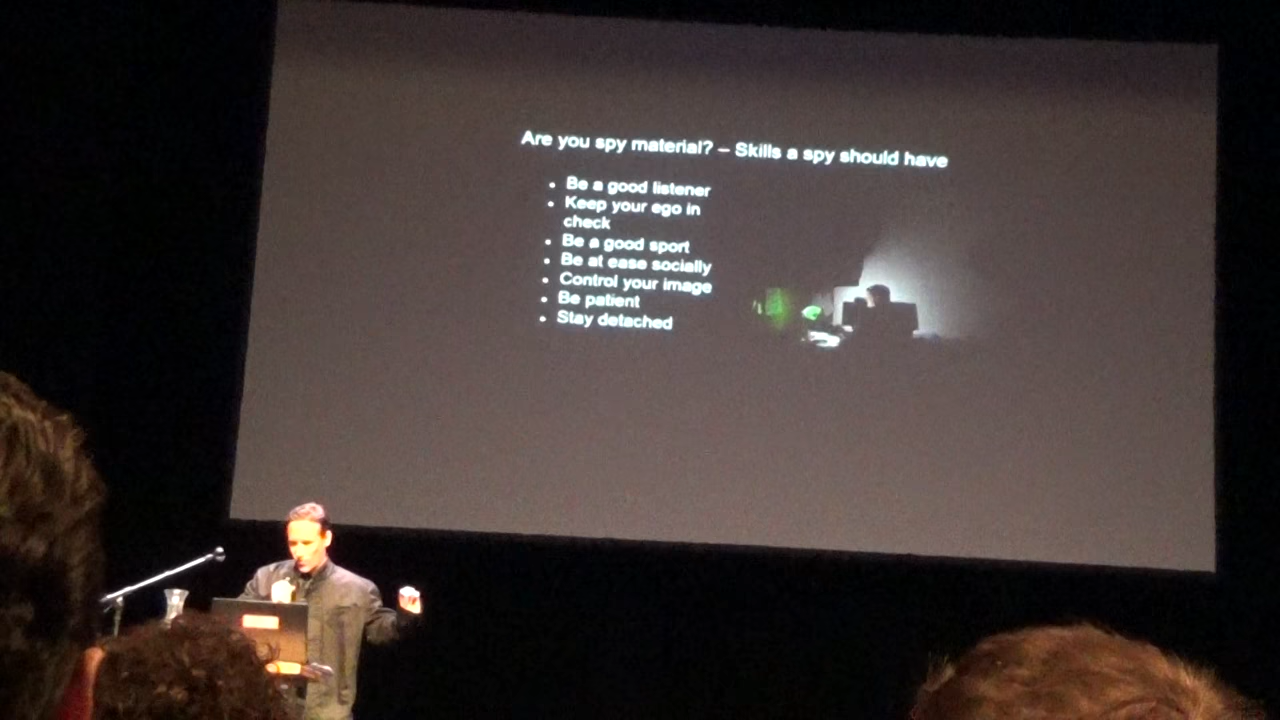 Are you spy material? – Skills a spy should have
• Be a good listener
• Keep your ego in
check
• Be a good sport
• Be at ease socially
• Control your image
• Be patient
• Stay detached